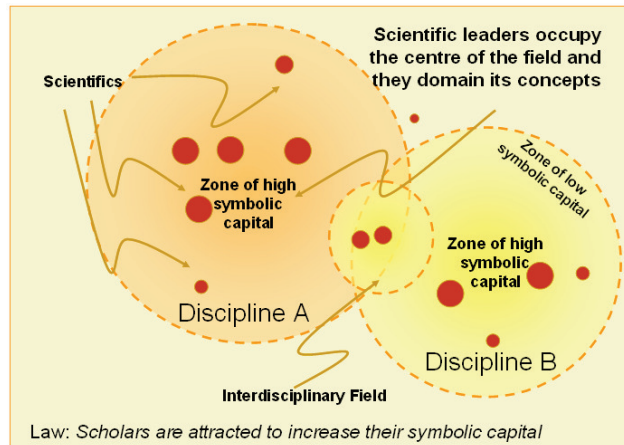 Scientific leaders occupy
the centre of the field and
they domain its concepts
Scientifics
Zone of low
symbolic capital
Zone of high
symbolic
capital
Zone of high
symbolic
capital
Discipline A
Discipline B
Interdisciplinary Field
Law: Scholars are attracted to increase their symbolic capital